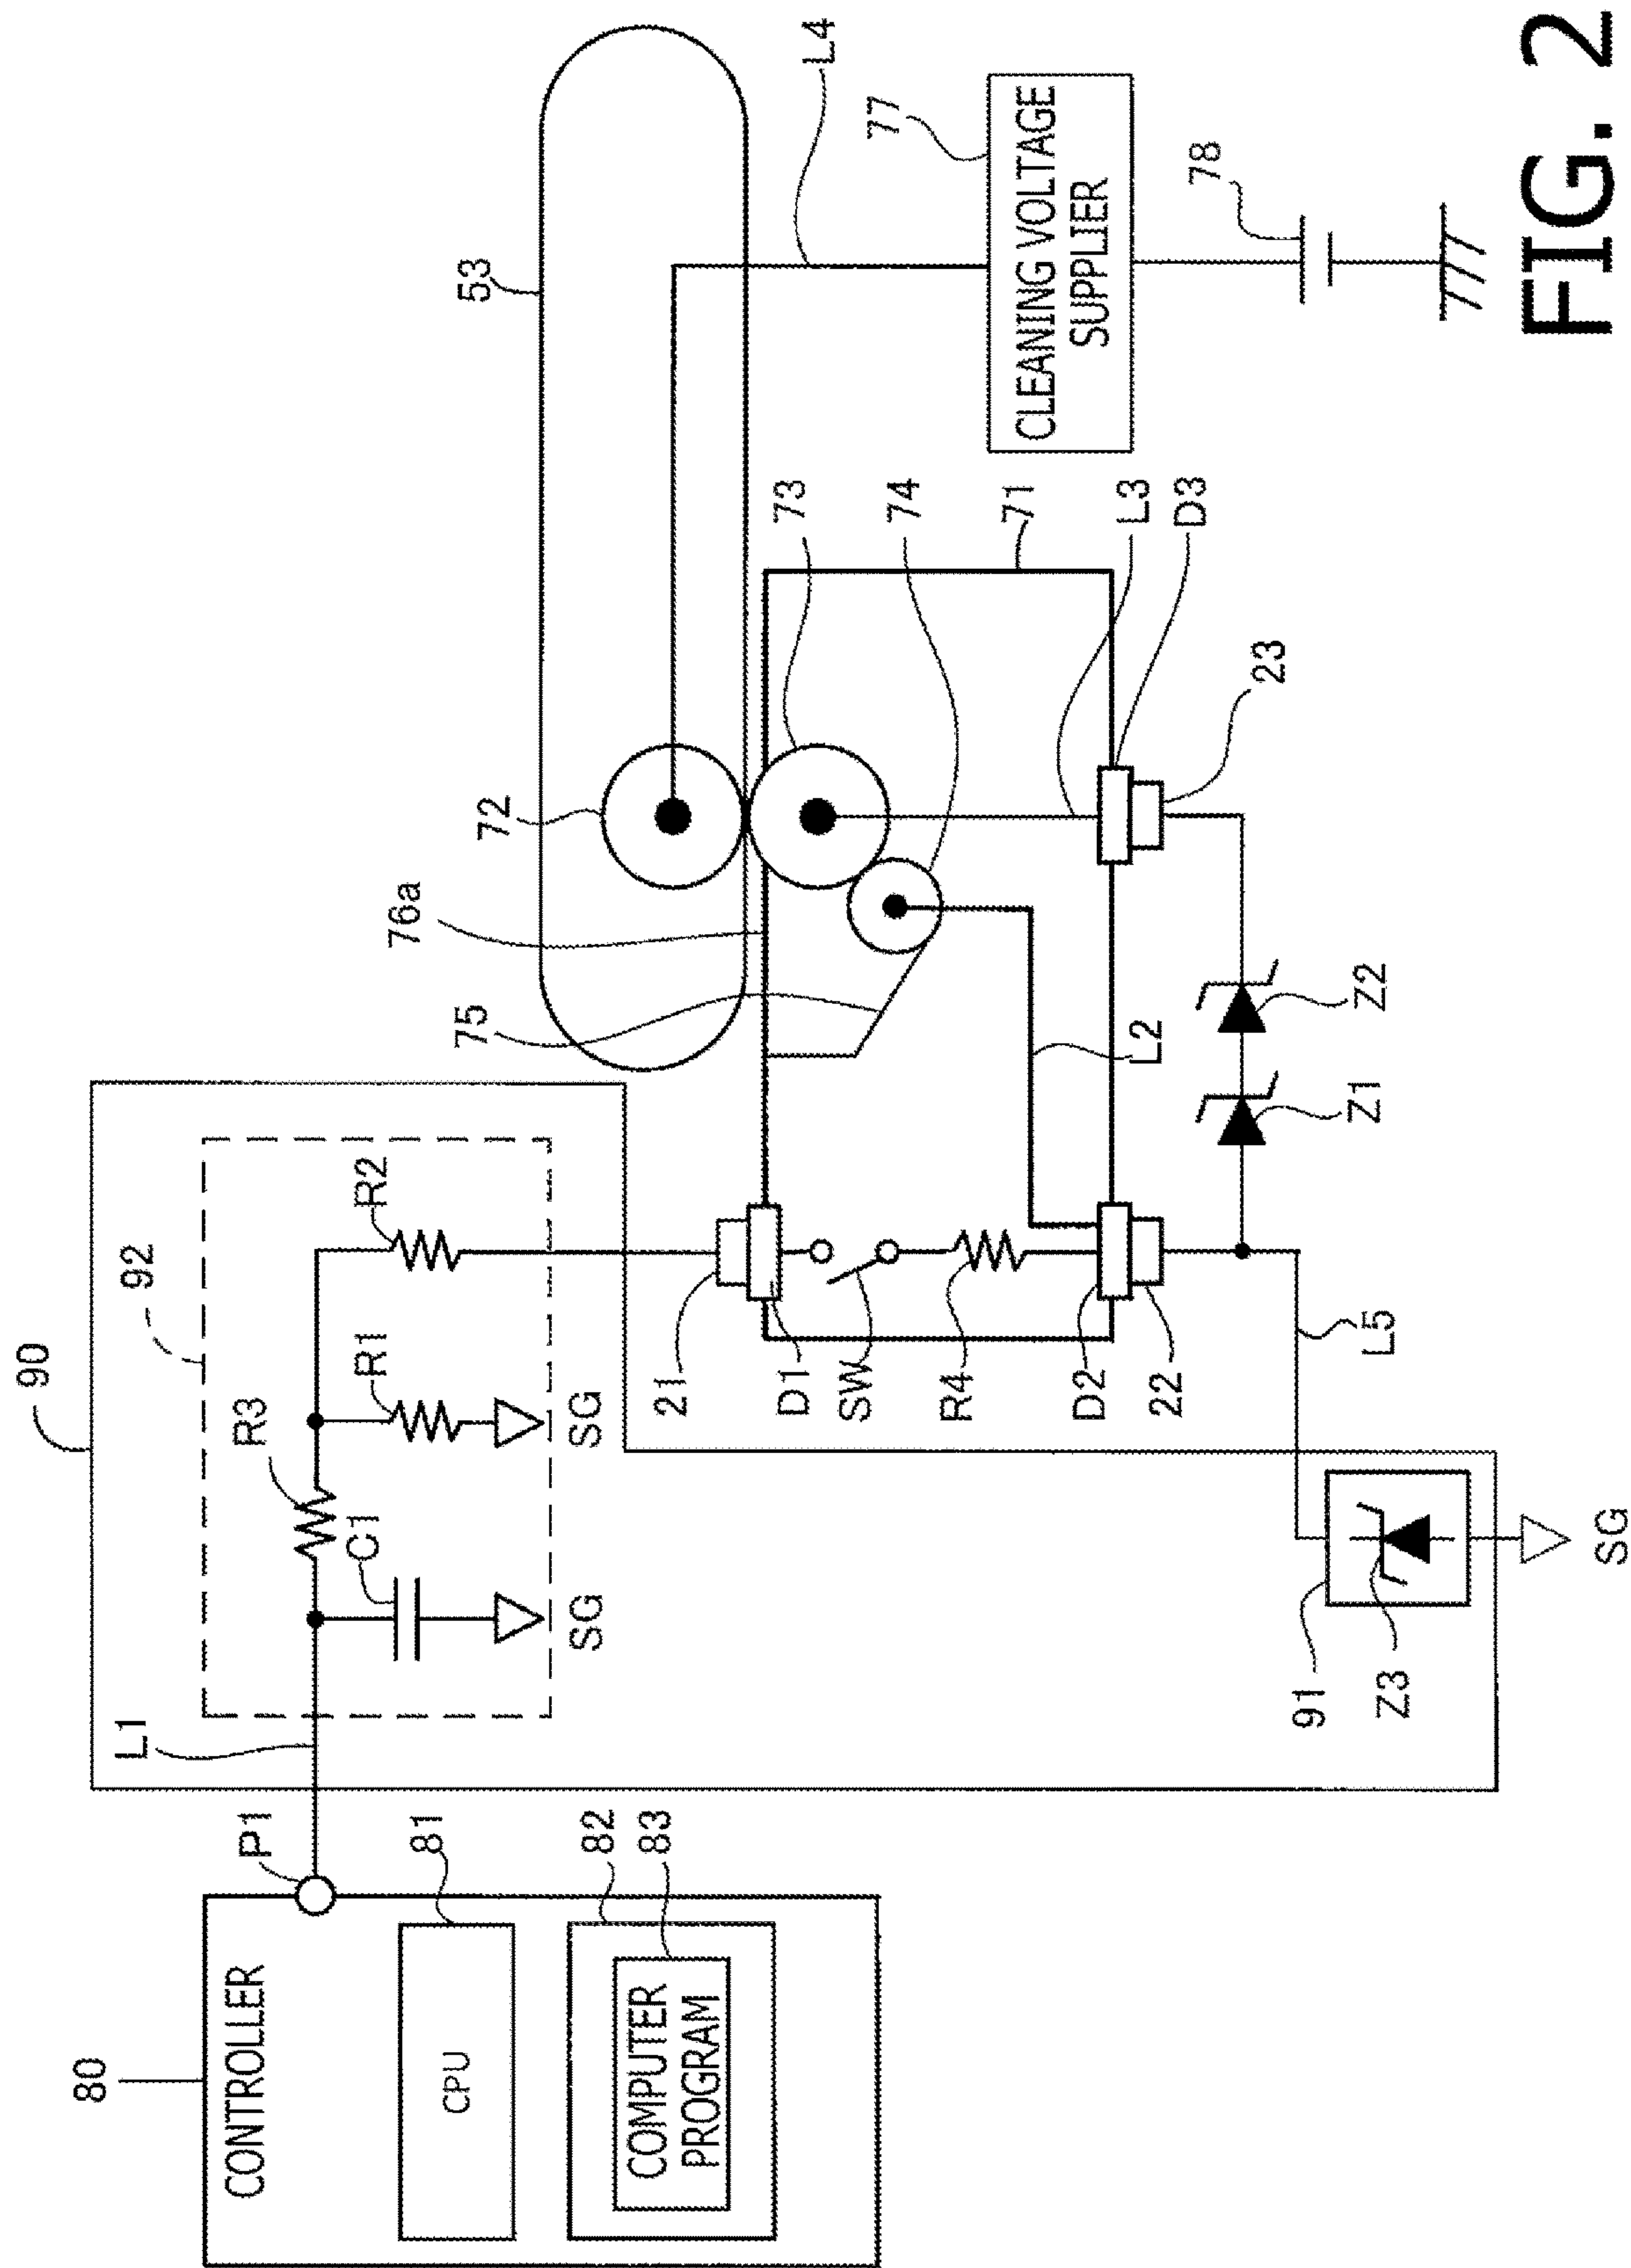 90
92
L1
R3
R1
R2
C1
SG
SG
80
CONTROLLER
P1
81
CPU
82
83
COMPUTER
PROGRAM
53
72
76a
75
L4
77
CLEANING VOLTAGE
SUPPLIER
78
73
74
71
L3
D3
23
21
D1
SW
R4
D2
22
L2
Z1
Z2
L5
91
Z3
SG
FIG. 2